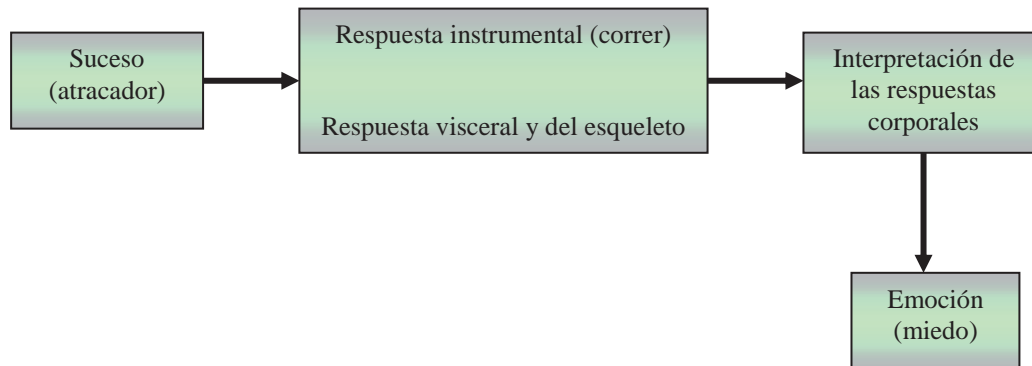 Suceso
(atracador)
Respuesta instrumental (correr)
Respuesta visceral y del esqueleto
Interpretación de
las respuestas
corporales
Emoción
(miedo)